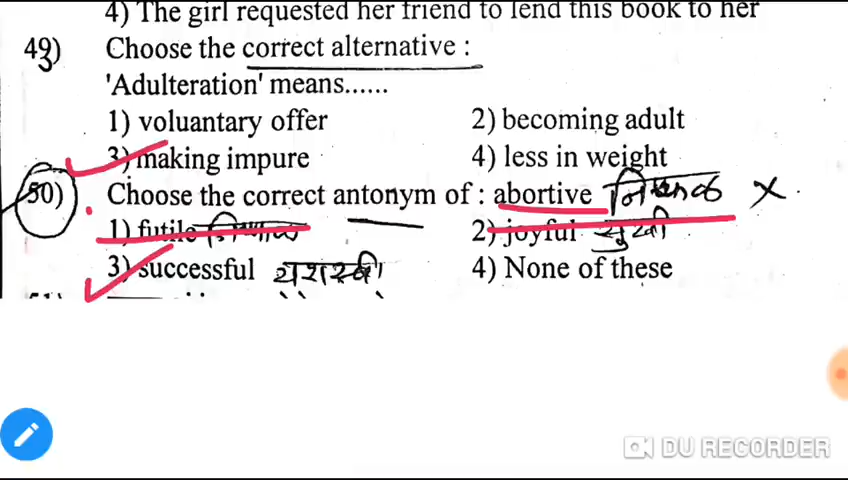 4) The girl requested her friend to lend this book to her
49) Choose the correct alternative :
'Adulteration' means......
1) voluantary offer 2) becoming adult
3) making impure 4) less in weight
50) Choose the correct antonym of : abortive निष्फळ ×
1) futile 2) joyful सुखी
3) successful यशस्वी 4) None of these
DU RECORDER